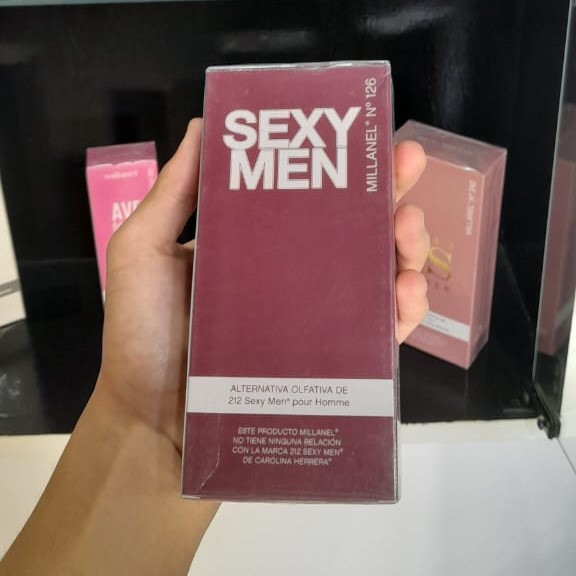 SEXY
MEN
MILLANEL® Nº 126
ALTERNATIVA OLFATIVA DE
212 Sexy Men® pour Homme
ESTE PRODUCTO MILLANEL®
NO TIENE NINGUNA RELACIÓN
CON LA MARCA 212 SEXY MEN®
DE CAROLINA HERRERA®